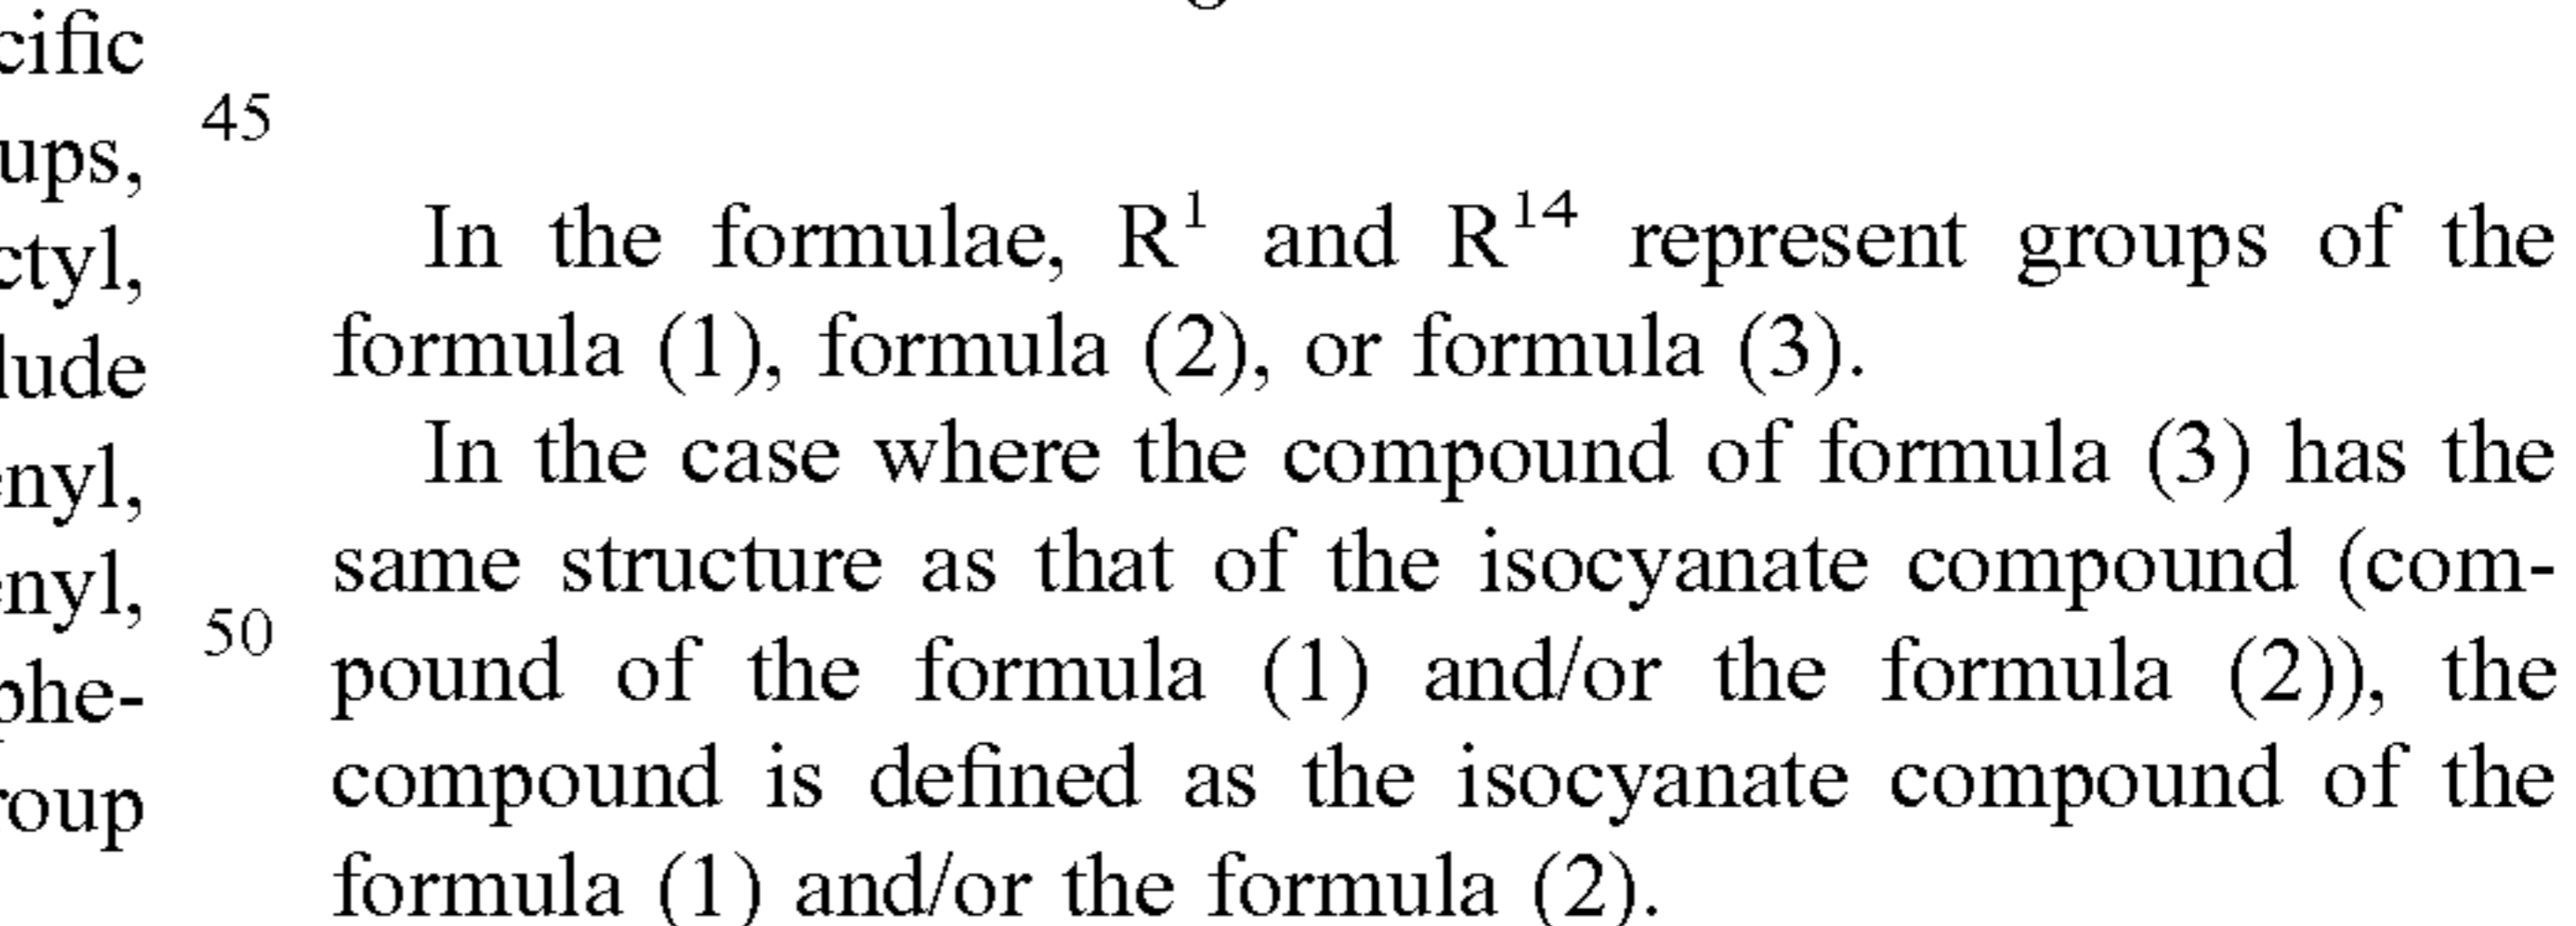 cific
ups,
ctyl,
lude
enyl,
enyl,
phe-
roup
45
50
In the formulae, R¹ and R¹⁴ represent groups of the
formula (1), formula (2), or formula (3).
In the case where the compound of formula (3) has the
same structure as that of the isocyanate compound (com-
pound of the formula (1) and/or the formula (2)), the
compound is defined as the isocyanate compound of the
formula (1) and/or the formula (2).